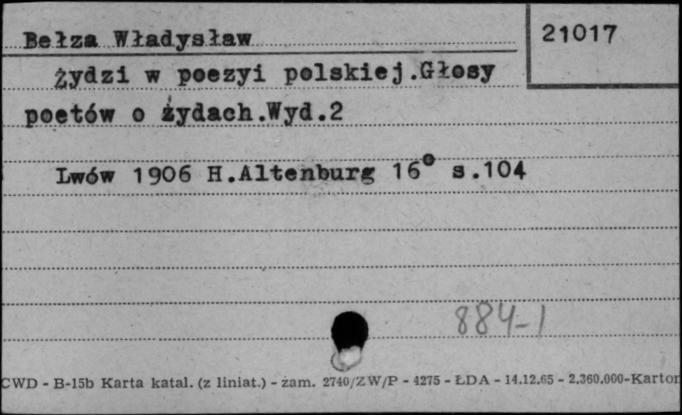 Bełza Władysław
21017
żydzi w poezyi polskiej.Głosy
poetów o żydach.Wyd.2
Lwów 1906 H.Altenburg 16° s.104
884-1
CWD - B-15b Karta katal. (z liniat.) - zam. 2740/ZW/P - 4275 - ŁDA - 14.12.65 - 2.360.000-Karton